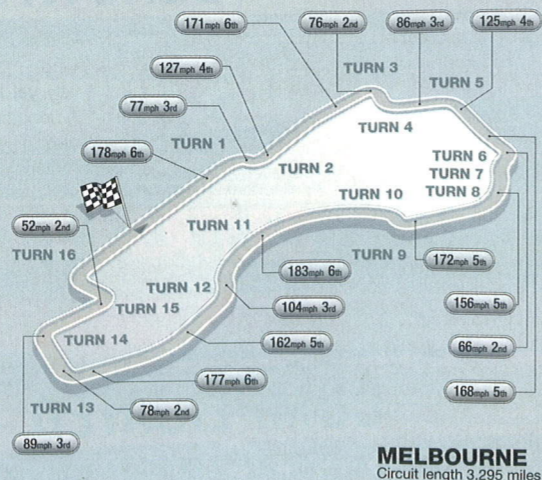 171mph 6th
76mph 2nd
86mph 3rd
125mph 4th
TURN 3
127mph 4th
TURN 5
77mph 3rd
TURN 4
TURN 1
178mph 6th
TURN 2
TURN 6
TURN 7
TURN 8
TURN 10
52mph 2nd
TURN 11
TURN 16
TURN 9
172mph 5th
183mph 6th
TURN 12
TURN 15
104mph 3rd
156mph 5th
TURN 14
162mph 5th
66mph 2nd
177mph 6th
168mph 5th
TURN 13
78mph 2nd
89mph 3rd
MELBOURNE
Circuit length 3.295 miles